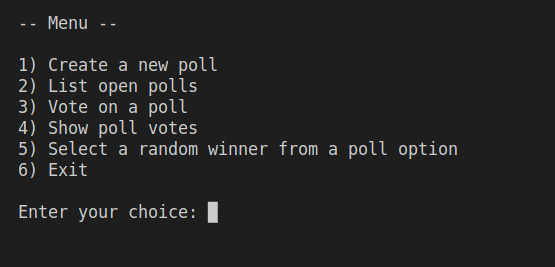 -- Menu --
1) Create a new poll
2) List open polls
3) Vote on a poll
4) Show poll votes
5) Select a random winner from a poll option
6) Exit
Enter your choice: